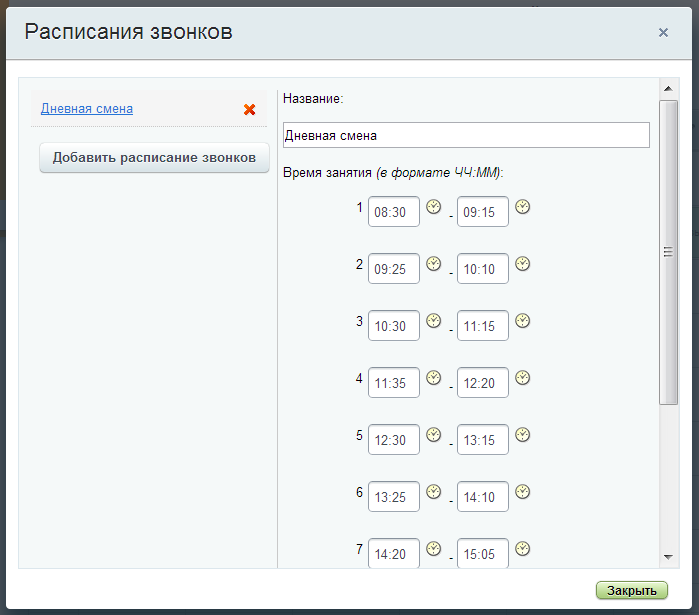 Расписания звонков
Дневная смена
Добавить расписание звонков
Название:
Дневная смена
Время занятия (в формате ЧЧ:ММ):
1 08:30 - 09:15
2 09:25 - 10:10
3 10:30 - 11:15
4 11:35 - 12:20
5 12:30 - 13:15
6 13:25 - 14:10
7 14:20 - 15:05
Закрыть